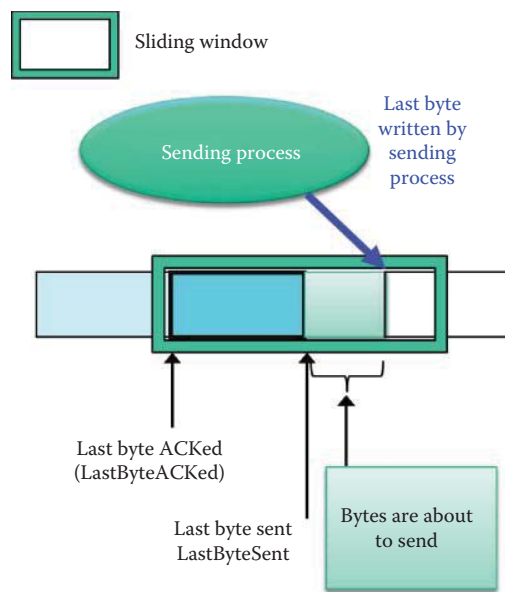 Sliding window
Last byte
written by
sending
process
Sending process
Last byte ACKed
(LastByteACKed)
Last byte sent
LastByteSent
Bytes are about
to send